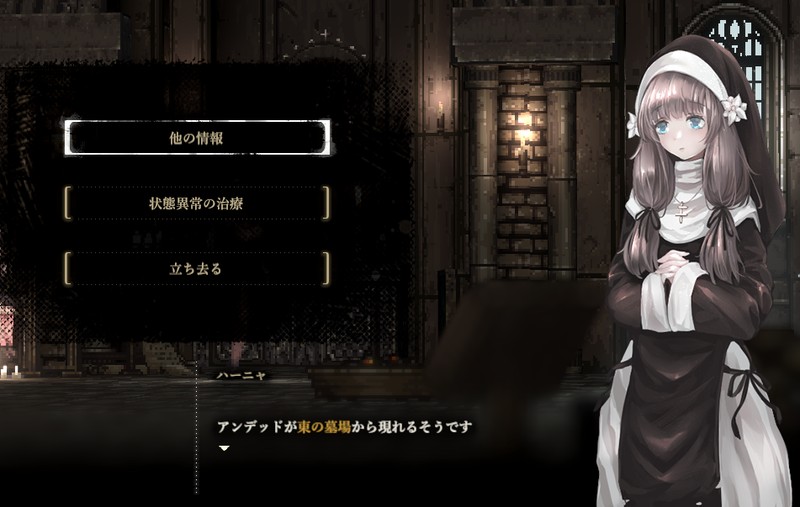 他の情報
状態異常の治療
立ち去る
ハーニャ
アンデッドが東の墓場から現れるそうです